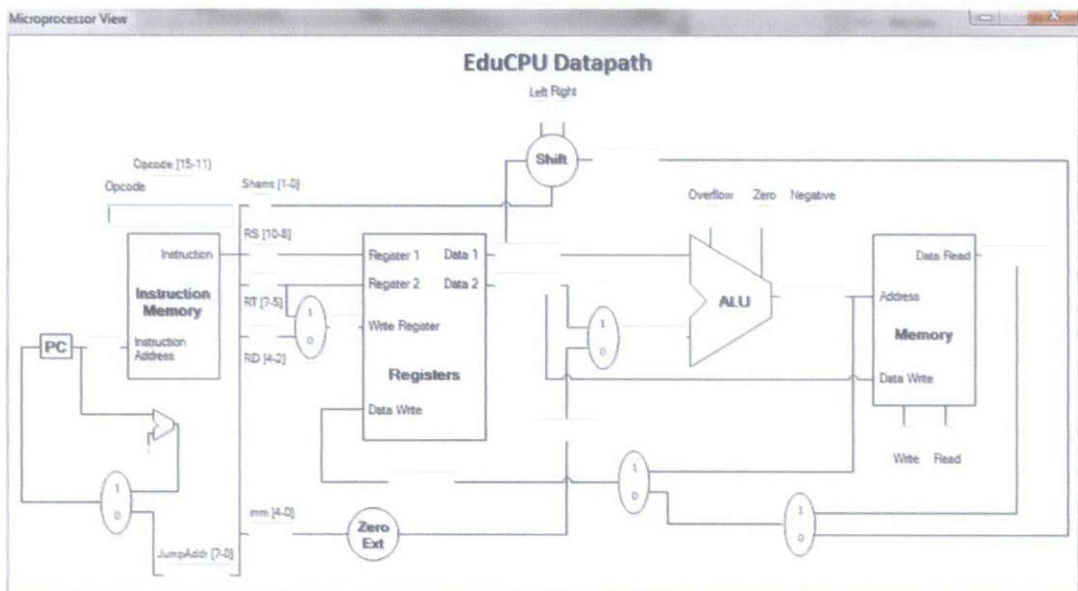 Microprocessor View
EduCPU Datapath
Left Right
Shift
Opcode [15-11]
Opcode
Shamt [1-0]
Overflow Zero Negative
RS [10-8]
Instruction
Register 1 Data 1
Data Read
Instruction
Memory
RT [7-5]
Register 2 Data 2
ALU
Address
1
0
Write Register
1
0
Memory
PC
Instruction
Address
RD [4-2]
Registers
Data Write
Data Write
Write Read
1
0
1
0
Imm [4-0]
Zero
Ext
1
0
JumpAddr [7-0]